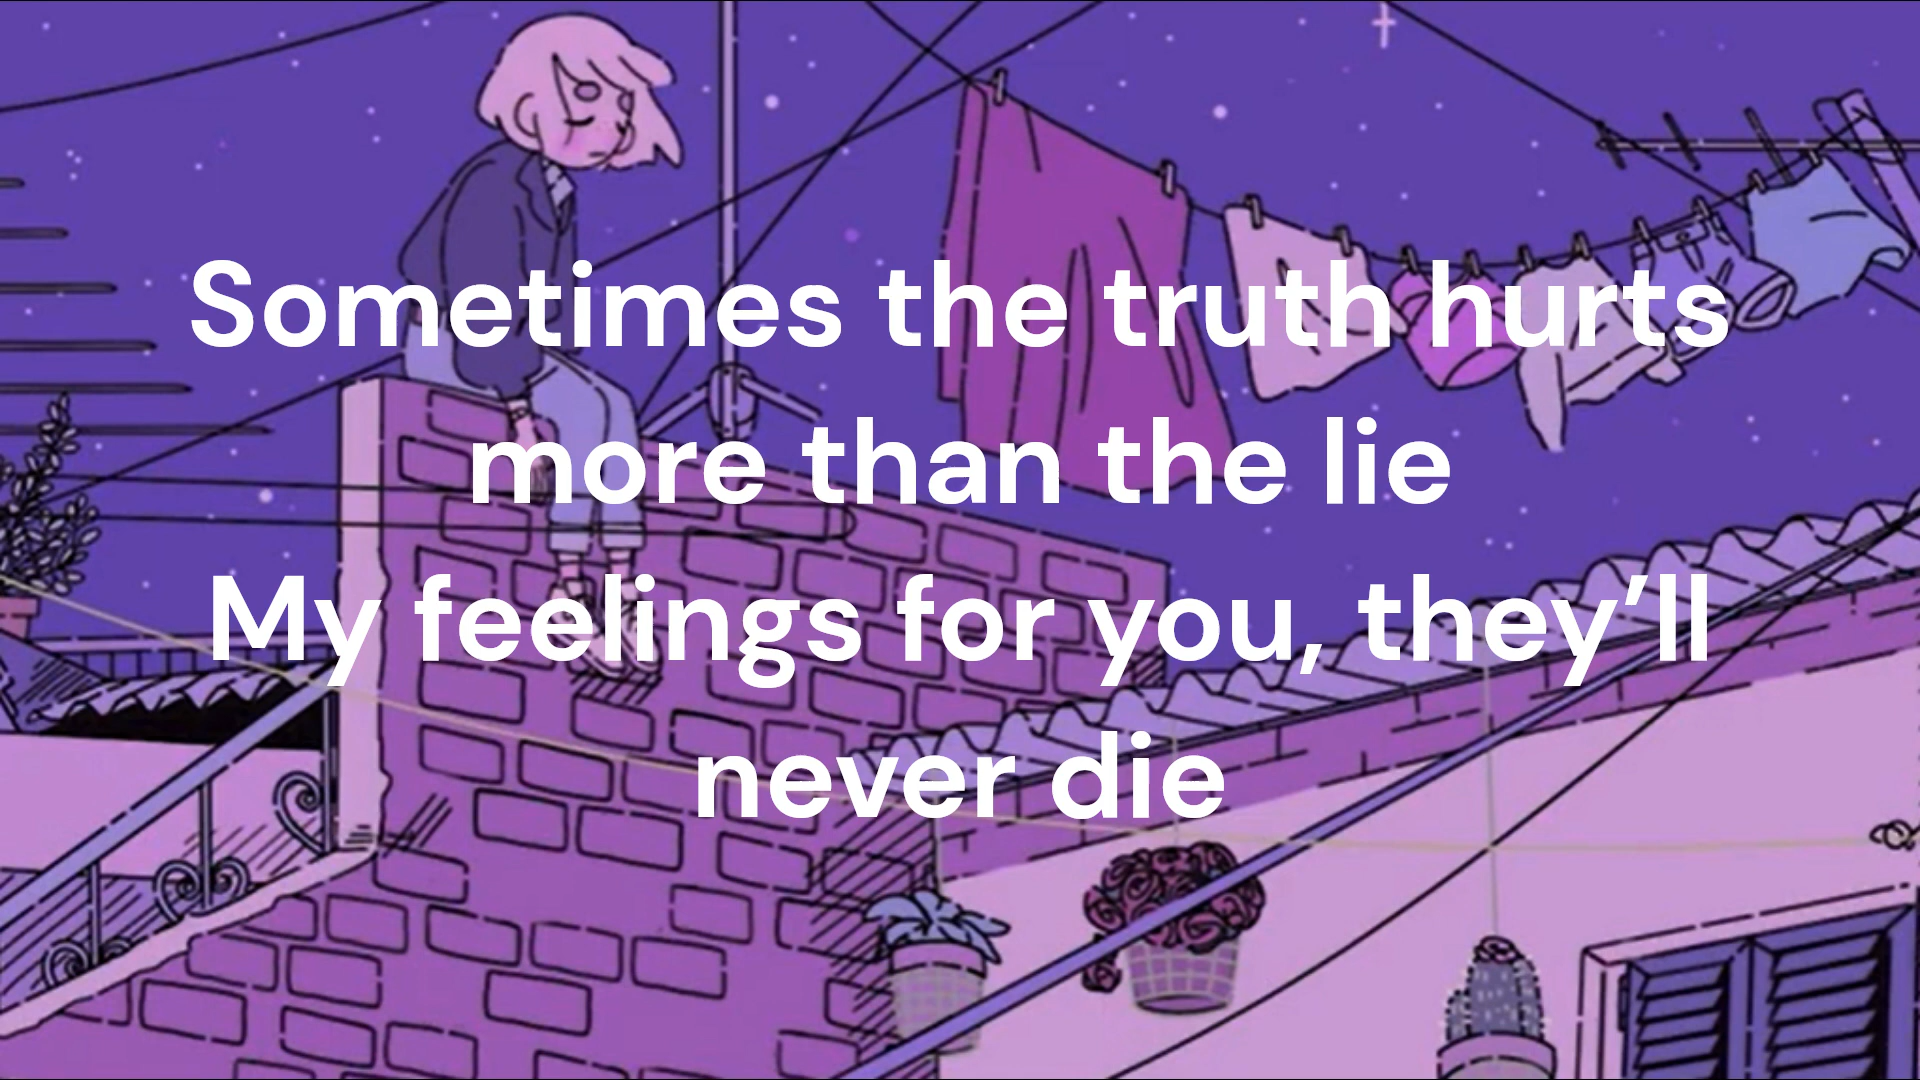 Sometimes the truth hurts
more than the lie
My feelings for you, they’ll
never die